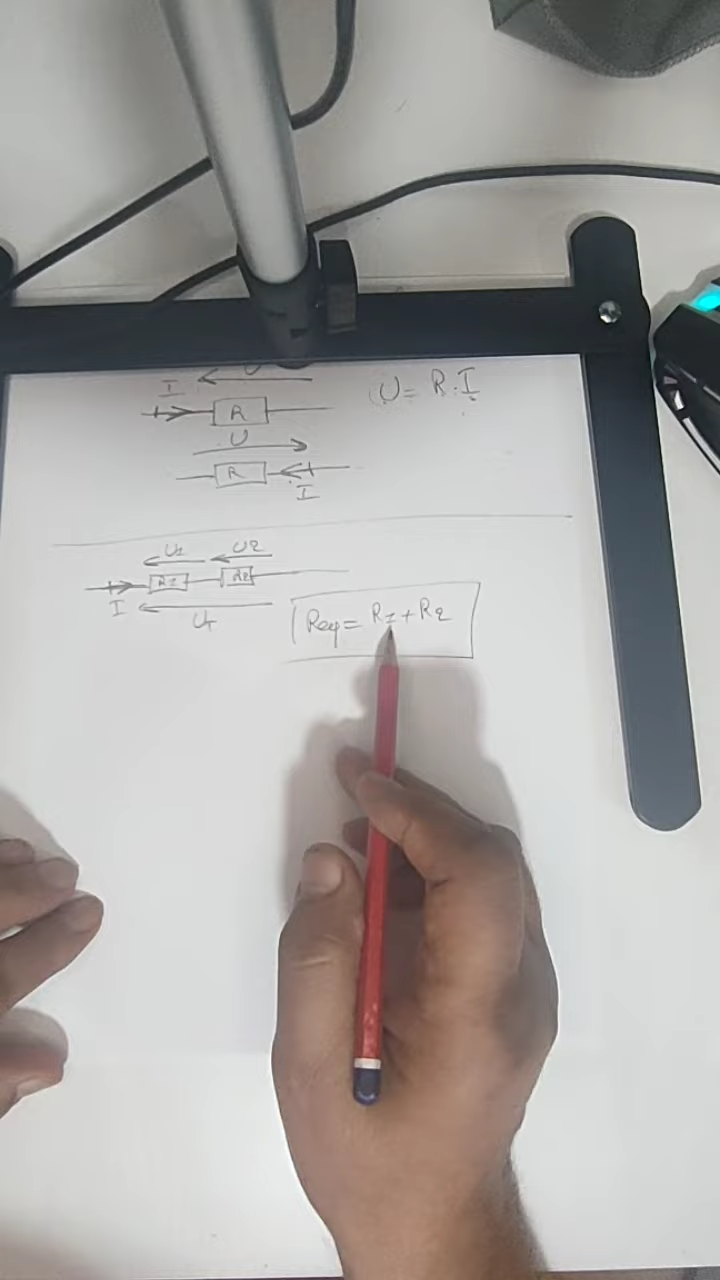 U
I
U = R.I
R
U
R
I
U1 U2
R1 R2
I
UT
Req = R1 + R2